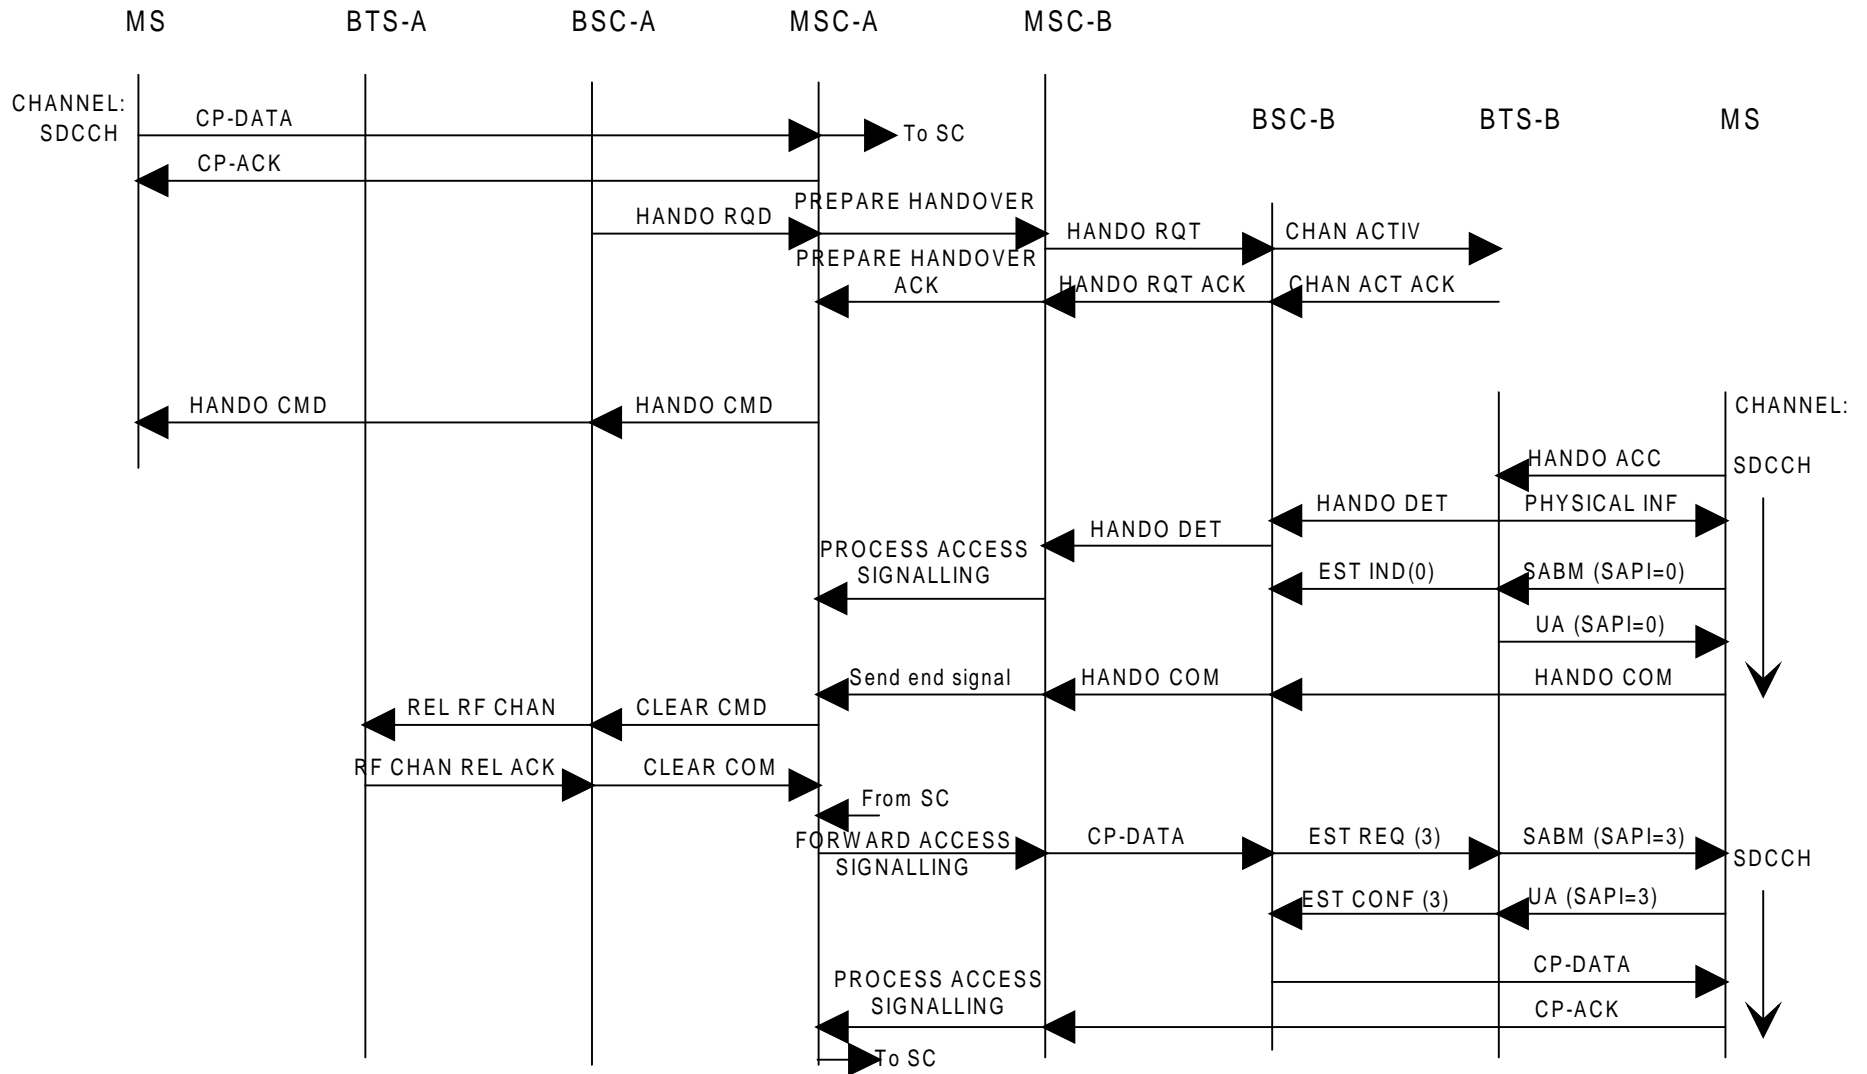 MS BTS-A BSC-A MSC-A MSC-B
CHANNEL:
SDCCH
BSC-B BTS-B MS
CP-DATA
To SC
CP-ACK
PREPARE HANDOVER
HANDO RQD
HANDO RQT
CHAN ACTIV
PREPARE HANDOVER
ACK
HANDO RQT ACK
CHAN ACT ACK
HANDO CMD
HANDO CMD
CHANNEL:
HANDO ACC
SDCCH
HANDO DET
PHYSICAL INF
HANDO DET
PROCESS ACCESS
SIGNALLING
EST IND(0)
SABM (SAPI=0)
UA (SAPI=0)
Send end signal
HANDO COM
HANDO COM
REL RF CHAN
CLEAR CMD
RF CHAN REL ACK
CLEAR COM
From SC
FORWARD ACCESS
SIGNALLING
CP-DATA
EST REQ (3)
SABM (SAPI=3)
SDCCH
EST CONF (3)
UA (SAPI=3)
CP-DATA
PROCESS ACCESS
SIGNALLING
CP-ACK
To SC